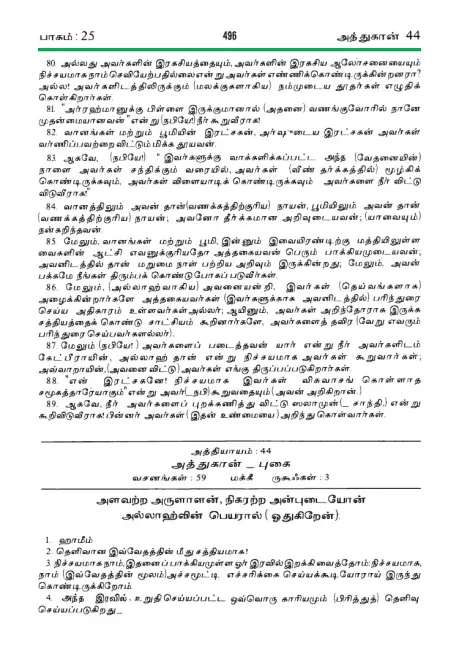 பாகம் : 25 496 அத்துகான் 44
80. அல்லது அவர்களின் இரகசியத்தையும், அவர்களின் இரகசிய ஆலோசனையையும்
நிச்சயமாக நாம் செவியேற்பதில்லை என்று அவர்கள் எண்ணிக்கொண்டிருக்கின்றனரா?
அல்ல! அவர்களிடத்திலிருக்கும் (மலக்குகளாகிய) நம்முடைய தூதர்கள் எழுதிக்
கொள்கிறார்கள்.
81. "அர்ரஹ்மானுக்கு பிள்ளை இருக்குமானால் (அதனை) வணங்குவோரில் நானே
முதன்மையானவன்" என்று (நபியே!) நீர் கூறுவீராக!
82. வானங்கள் மற்றும் பூமியின் இரட்சகன், அர்ஷுடைய இரட்சகன் அவர்கள்
வர்ணிப்பவற்றை விட்டும் மிக்க தூயவன்.
83 ஆகவே, (நபியே!) " இவர்களுக்கு வாக்களிக்கப்பட்ட அந்த (வேதனையின்)
நாளை அவர்கள் சந்திக்கும் வரையில், அவர்கள் (வீண் தர்க்கத்தில்) மூழ்கிக்
கொண்டிருக்கவும், அவர்கள் விளையாடிக் கொண்டிருக்கவும் அவர்களை நீர் விட்டு
விடுவீராக!"
84. வானத்திலும் அவள் தான்(வணக்கத்திற்குரிய) நாயன், பூமியிலும் அவன் தான்
(வணக்கத்திற்குரிய) நாயன்; அவனோ தீர்க்கமான அறிவுடையவன்; (யாவையும்)
நன்கறிந்தவன்.
85. மேலும், வானங்கள் மற்றும் பூமி, இன்னும் இவையிரண்டிற்கு மத்தியிலுள்ள
வைகளின் ஆட்சி எவனுக்குரியதோ அத்தகையவன் பெரும் பாக்கியமுடையவன்;
அவனிடத்தில் தான் மறுமை நாள் பற்றிய அறிவும் இருக்கின்றது; மேலும், அவன்
பக்கமே நீங்கள் திரும்பக் கொண்டுபோகப்படுவீர்கள்.
86. மேலும், (அல்லாஹ்வாகிய) அவனையன்றி, இவர்கள் (தெய்வங்களாக)
அழைக்கின்றார்களே அத்தகையவர்கள் (இவர்களுக்காக அவனிடத்தில்) பரிந்துரை
செய்ய அதிகாரம் உள்ளவர்கள்அல்லர்; ஆயினும், அவர்கள் அறிந்தோராக இருக்க
சத்தியத்தைக் கொண்டு சாட்சியம் கூறினார்களே, அவர்களைத் தவிர (வேறு எவரும்
பரிந்துரை செய்பவர்களல்லர்).
87. மேலும் (நபியே! ) அவர்களைப் படைத்தவன் யார் என்று நீர் அவர்களிடம்
கேட்பீராயின், அல்லாஹ் தான் என்று நிச்சயமாக அவர்கள் கூறுவார்கள்;
அவ்வாறாயின்,(அவனை விட்டு) அவர்கள் எங்கு திருப்பப்படுகிறார்கள்.
88. "என் இரட்சகனே! நிச்சயமாக இவர்கள் விசுவாசங் கொள்ளாத
சமூகத்தாரேயாகும்" என்று அவர்(_நபி)கூறுவதையும் (அவன் அறிகிறான்.)
89. ஆகவே, நீர் அவர்களைப் புறக்கணித்து விட்டு ஸலாமுன்(_ சாந்தி,) என்று
கூறிவிடுவீராக! பின்னர் அவர்கள் ( இதன் உண்மையை) அறிந்து கொள்வார்கள்.
அத்தியாயம் : 44
அத்துகான் _ புகை
வசனங்கள் : 59 மக்கீ ருகூஃகள் : 3
அளவற்ற அருளாளன், நிகரற்ற அன்புடையோன்
அல்லாஹ்வின் பெயரால் ( ஓதுகிறேன்).
1. ஹாமீம்
2. தெளிவான இவ்வேதத்தின் மீது சத்தியமாக!
3. நிச்சயமாக நாம், இதனைப் பாக்கியமுள்ள ஓர் இரவில் இறக்கி வைத்தோம்: நிச்சயமாக,
நாம் (இவ்வேதத்தின் மூலம்) அச்சமூட்டி எச்சரிக்கை செய்யக்கூடியோராய் இருந்து
கொண்டிருக்கிறோம்.
4. அந்த இரவில், உறுதி செய்யப்பட்ட ஒவ்வொரு காரியமும் (பிரித்துத்) தெளிவு
செய்யப்படுகிறது_